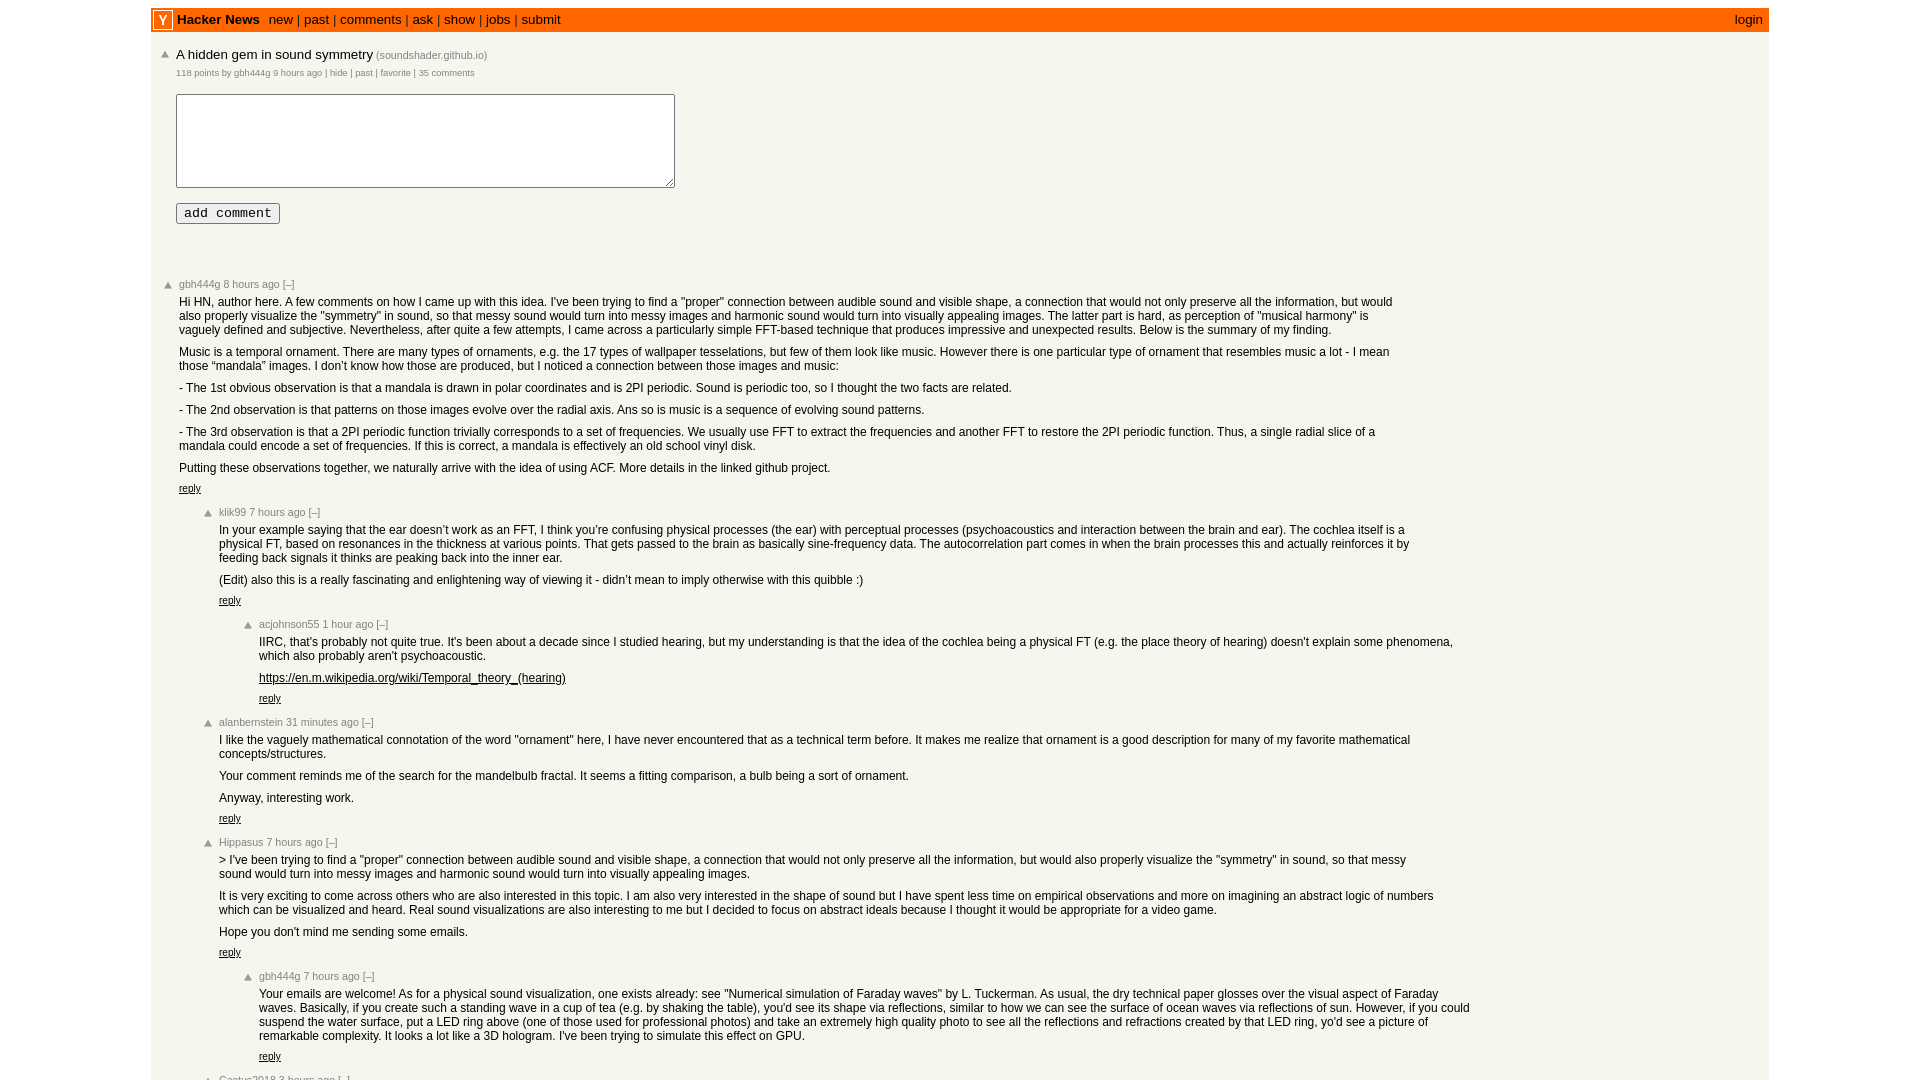 Y Hacker News new | past | comments | ask | show | jobs | submit login
A hidden gem in sound symmetry (soundshader.github.io)
118 points by gbh444g 9 hours ago | hide | past | favorite | 35 comments
add comment
gbh444g 8 hours ago [–]
Hi HN, author here. A few comments on how I came up with this idea. I've been trying to find a "proper" connection between audible sound and visible shape, a connection that would not only preserve all the information, but would
also properly visualize the "symmetry" in sound, so that messy sound would turn into messy images and harmonic sound would turn into visually appealing images. The latter part is hard, as perception of "musical harmony" is
vaguely defined and subjective. Nevertheless, after quite a few attempts, I came across a particularly simple FFT-based technique that produces impressive and unexpected results. Below is the summary of my finding.
Music is a temporal ornament. There are many types of ornaments, e.g. the 17 types of wallpaper tesselations, but few of them look like music. However there is one particular type of ornament that resembles music a lot - I mean
those “mandala” images. I don’t know how those are produced, but I noticed a connection between those images and music:
- The 1st obvious observation is that a mandala is drawn in polar coordinates and is 2PI periodic. Sound is periodic too, so I thought the two facts are related.
- The 2nd observation is that patterns on those images evolve over the radial axis. Ans so is music is a sequence of evolving sound patterns.
- The 3rd observation is that a 2PI periodic function trivially corresponds to a set of frequencies. We usually use FFT to extract the frequencies and another FFT to restore the 2PI periodic function. Thus, a single radial slice of a
mandala could encode a set of frequencies. If this is correct, a mandala is effectively an old school vinyl disk.
Putting these observations together, we naturally arrive with the idea of using ACF. More details in the linked github project.
reply
klik99 7 hours ago [–]
In your example saying that the ear doesn’t work as an FFT, I think you’re confusing physical processes (the ear) with perceptual processes (psychoacoustics and interaction between the brain and ear). The cochlea itself is a
physical FT, based on resonances in the thickness at various points. That gets passed to the brain as basically sine-frequency data. The autocorrelation part comes in when the brain processes this and actually reinforces it by
feeding back signals it thinks are peaking back into the inner ear.
(Edit) also this is a really fascinating and enlightening way of viewing it - didn’t mean to imply otherwise with this quibble :)
reply
acjohnson55 1 hour ago [–]
IIRC, that's probably not quite true. It's been about a decade since I studied hearing, but my understanding is that the idea of the cochlea being a physical FT (e.g. the place theory of hearing) doesn't explain some phenomena,
which also probably aren't psychoacoustic.
https://en.m.wikipedia.org/wiki/Temporal_theory_(hearing)
reply
alanbernstein 31 minutes ago [–]
I like the vaguely mathematical connotation of the word "ornament" here, I have never encountered that as a technical term before. It makes me realize that ornament is a good description for many of my favorite mathematical
concepts/structures.
Your comment reminds me of the search for the mandelbulb fractal. It seems a fitting comparison, a bulb being a sort of ornament.
Anyway, interesting work.
reply
Hippasus 7 hours ago [–]
> I've been trying to find a "proper" connection between audible sound and visible shape, a connection that would not only preserve all the information, but would also properly visualize the "symmetry" in sound, so that messy
sound would turn into messy images and harmonic sound would turn into visually appealing images.
It is very exciting to come across others who are also interested in this topic. I am also very interested in the shape of sound but I have spent less time on empirical observations and more on imagining an abstract logic of numbers
which can be visualized and heard. Real sound visualizations are also interesting to me but I decided to focus on abstract ideals because I thought it would be appropriate for a video game.
Hope you don't mind me sending some emails.
reply
gbh444g 7 hours ago [–]
Your emails are welcome! As for a physical sound visualization, one exists already: see "Numerical simulation of Faraday waves" by L. Tuckerman. As usual, the dry technical paper glosses over the visual aspect of Faraday
waves. Basically, if you create such a standing wave in a cup of tea (e.g. by shaking the table), you'd see its shape via reflections, similar to how we can see the surface of ocean waves via reflections of sun. However, if you could
suspend the water surface, put a LED ring above (one of those used for professional photos) and take an extremely high quality photo to see all the reflections and refractions created by that LED ring, yo'd see a picture of
remarkable complexity. It looks a lot like a 3D hologram. I've been trying to simulate this effect on GPU.
reply
Cactus2018 3 hours ago [–]